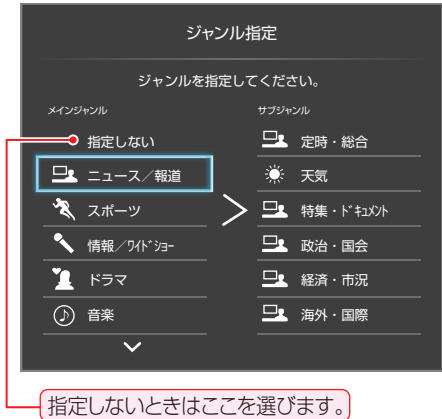 ジャンル指定
ジャンルを指定してください。
メインジャンル
指定しない
ニュース／報道
スポーツ
情報／ワイドショー
ドラマ
音楽
サブジャンル
定時・総合
天気
特集・ドキュメント
政治・国会
経済・市況
海外・国際
指定しないときはここを選びます。